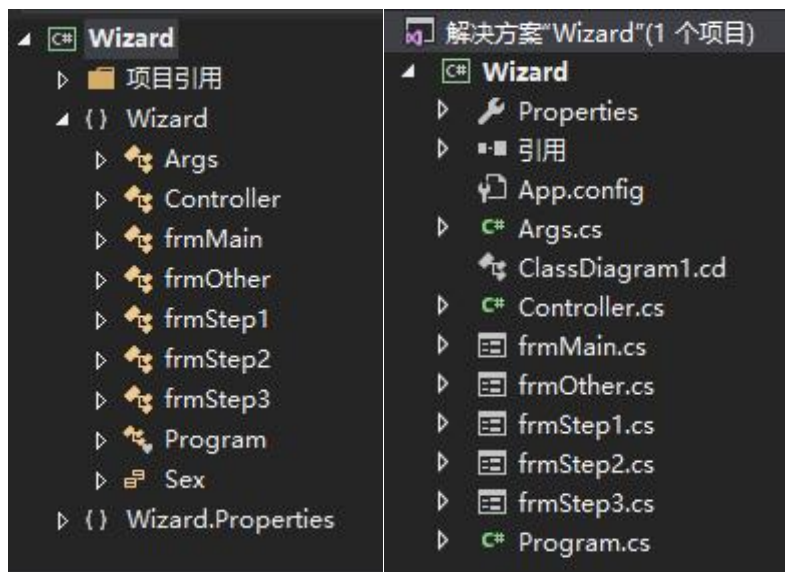 C# Wizard
项目引用
{ } Wizard
Args
Controller
frmMain
frmOther
frmStep1
frmStep2
frmStep3
Program
Sex
{ } Wizard.Properties
解决方案“Wizard”(1 个项目)
C# Wizard
Properties
引用
App.config
C# Args.cs
ClassDiagram1.cd
C# Controller.cs
frmMain.cs
frmOther.cs
frmStep1.cs
frmStep2.cs
frmStep3.cs
C# Program.cs